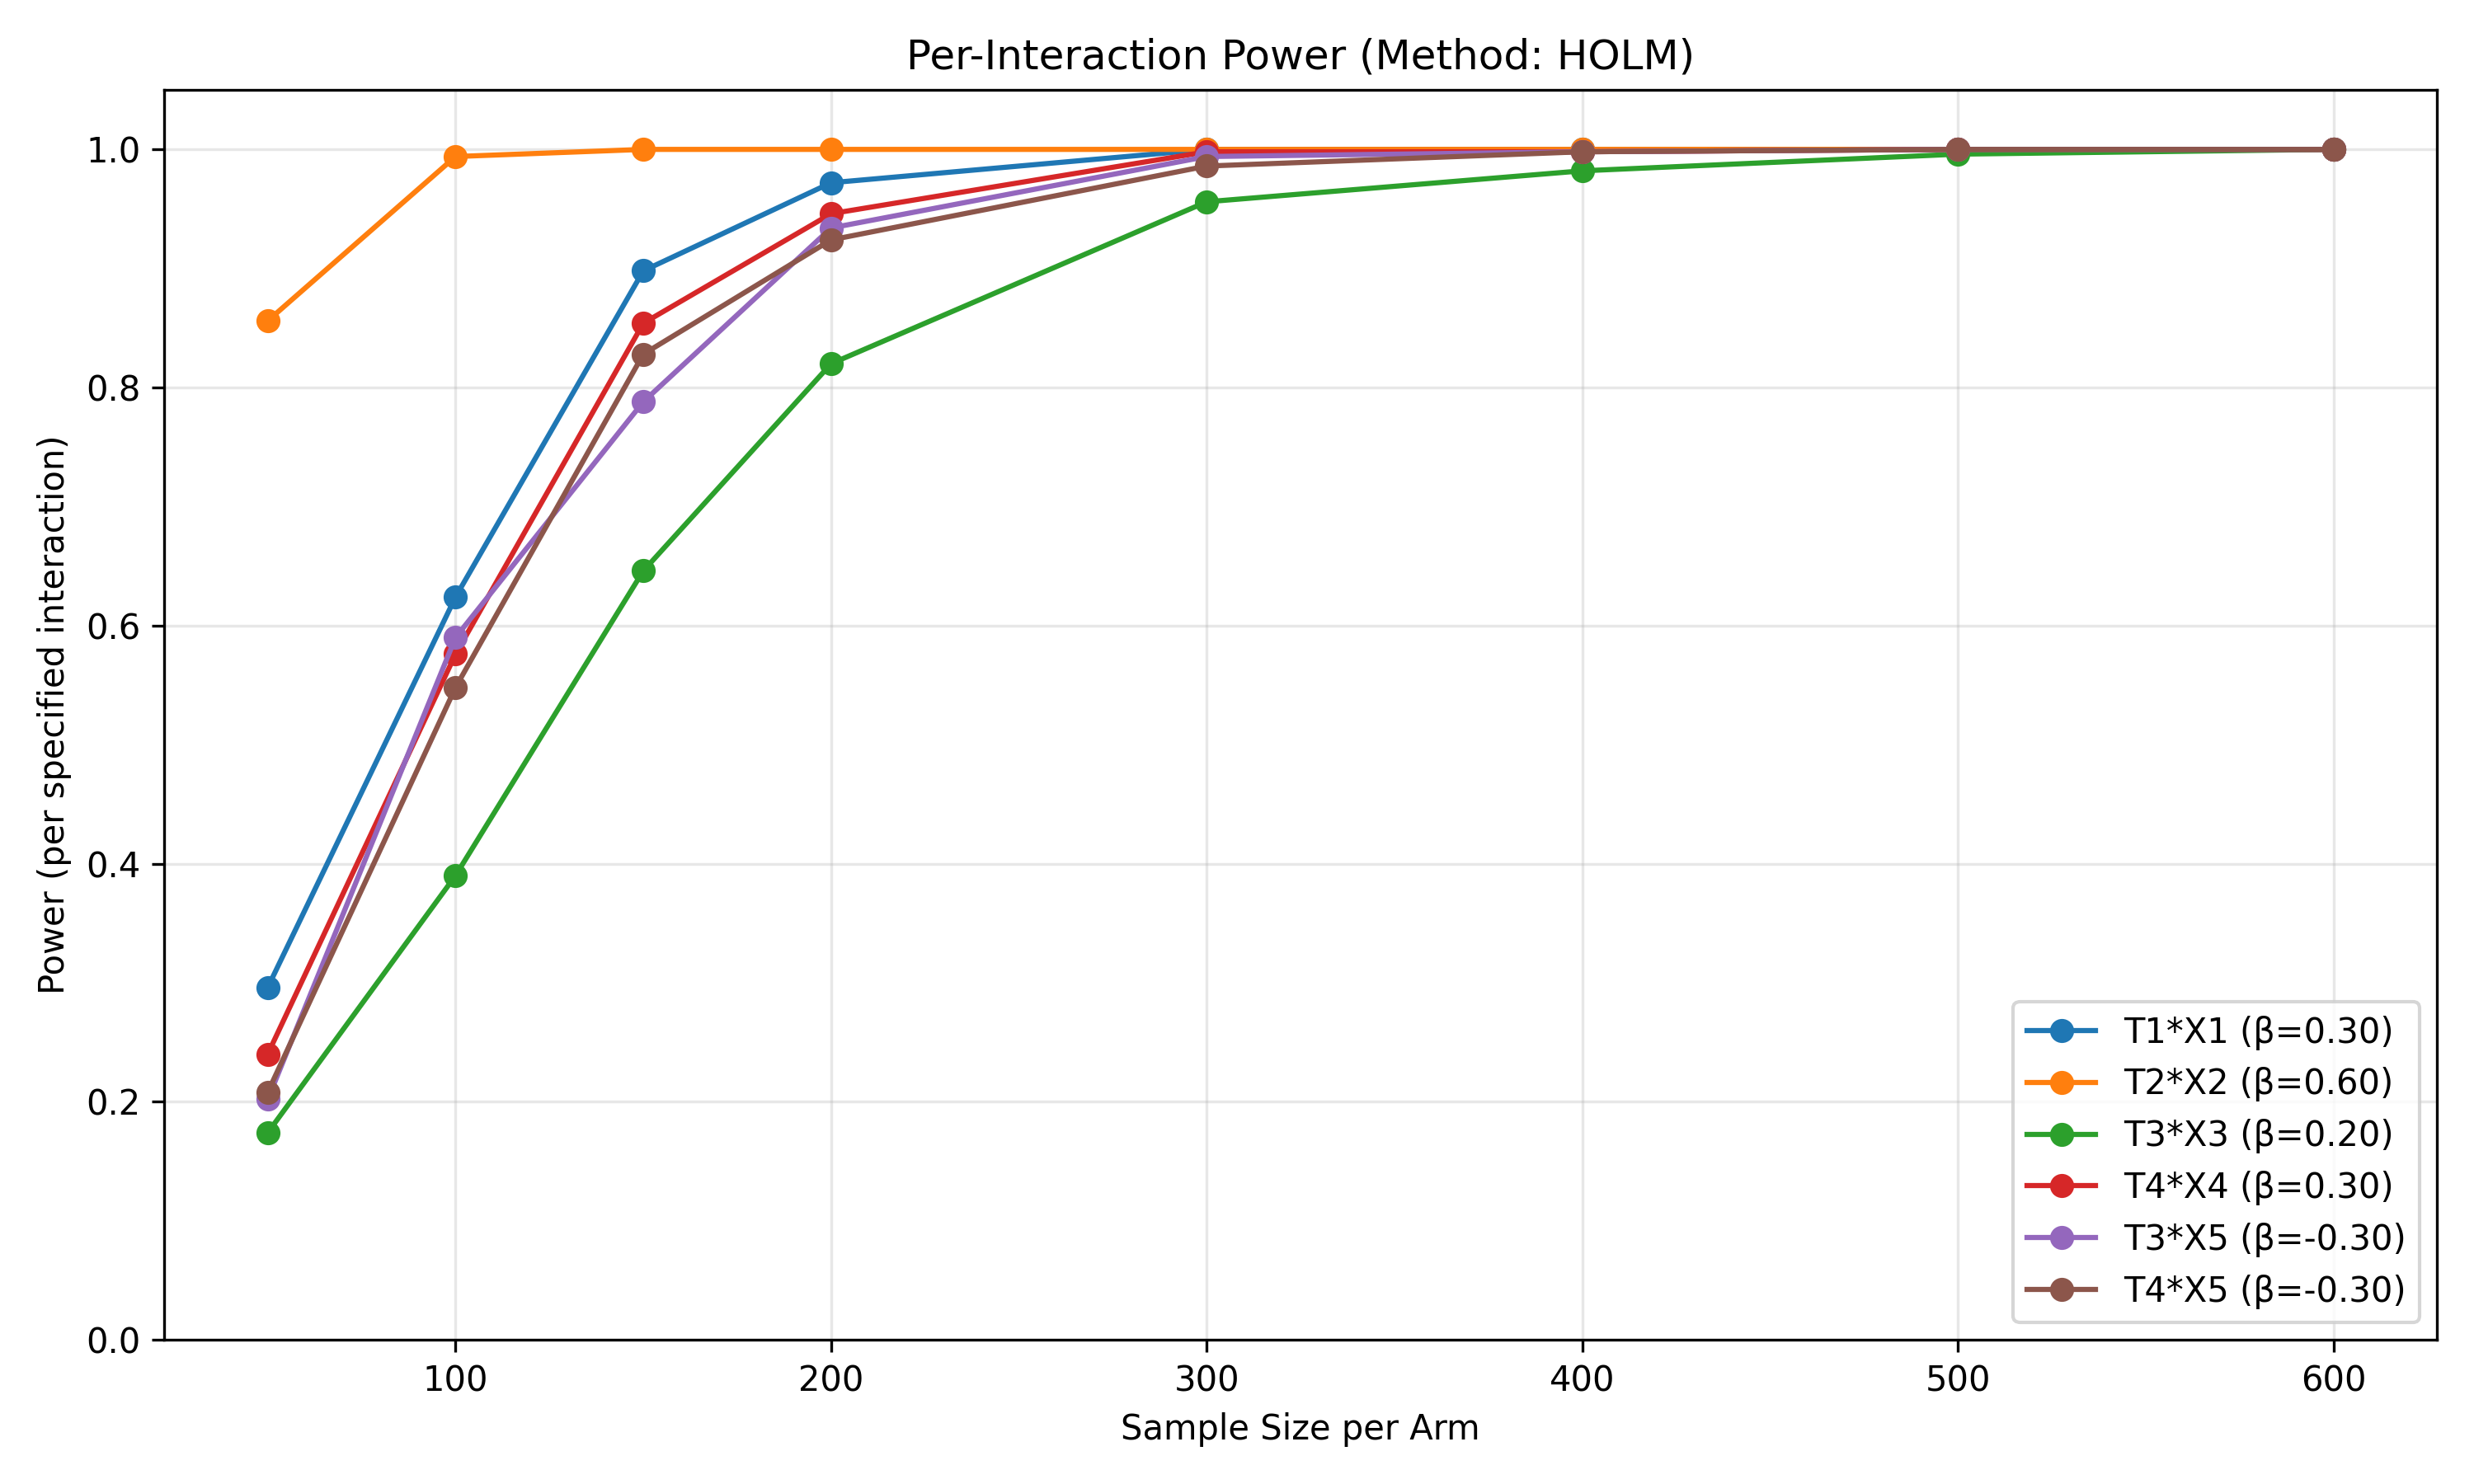 Per-Interaction Power (Method: HOLM)
Power (per specified interaction)
1.0
0.8
0.6
0.4
0.2
0.0
100
200
300
400
500
600
Sample Size per Arm
T1*X1 (β=0.30)
T2*X2 (β=0.60)
T3*X3 (β=0.20)
T4*X4 (β=0.30)
T3*X5 (β=-0.30)
T4*X5 (β=-0.30)